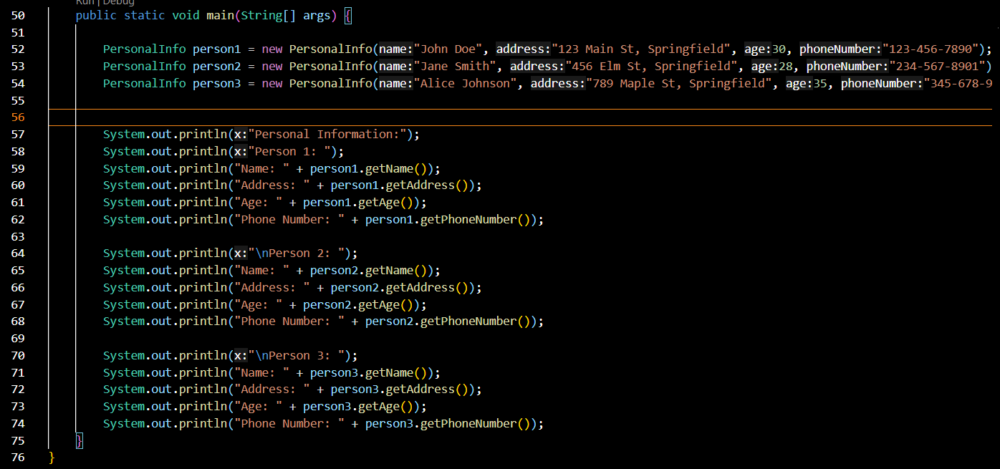 Run | Debug
50 public static void main(String[] args) {
51
52 PersonalInfo person1 = new PersonalInfo(name:"John Doe", address:"123 Main St, Springfield", age:30, phoneNumber:"123-456-7890");
53 PersonalInfo person2 = new PersonalInfo(name:"Jane Smith", address:"456 Elm St, Springfield", age:28, phoneNumber:"234-567-8901")
54 PersonalInfo person3 = new PersonalInfo(name:"Alice Johnson", address:"789 Maple St, Springfield", age:35, phoneNumber:"345-678-9
55
56
57 System.out.println(x:"Personal Information:");
58 System.out.println(x:"Person 1: ");
59 System.out.println("Name: " + person1.getName());
60 System.out.println("Address: " + person1.getAddress());
61 System.out.println("Age: " + person1.getAge());
62 System.out.println("Phone Number: " + person1.getPhoneNumber());
63
64 System.out.println(x:"\nPerson 2: ");
65 System.out.println("Name: " + person2.getName());
66 System.out.println("Address: " + person2.getAddress());
67 System.out.println("Age: " + person2.getAge());
68 System.out.println("Phone Number: " + person2.getPhoneNumber());
69
70 System.out.println(x:"\nPerson 3: ");
71 System.out.println("Name: " + person3.getName());
72 System.out.println("Address: " + person3.getAddress());
73 System.out.println("Age: " + person3.getAge());
74 System.out.println("Phone Number: " + person3.getPhoneNumber());
75 }
76 }